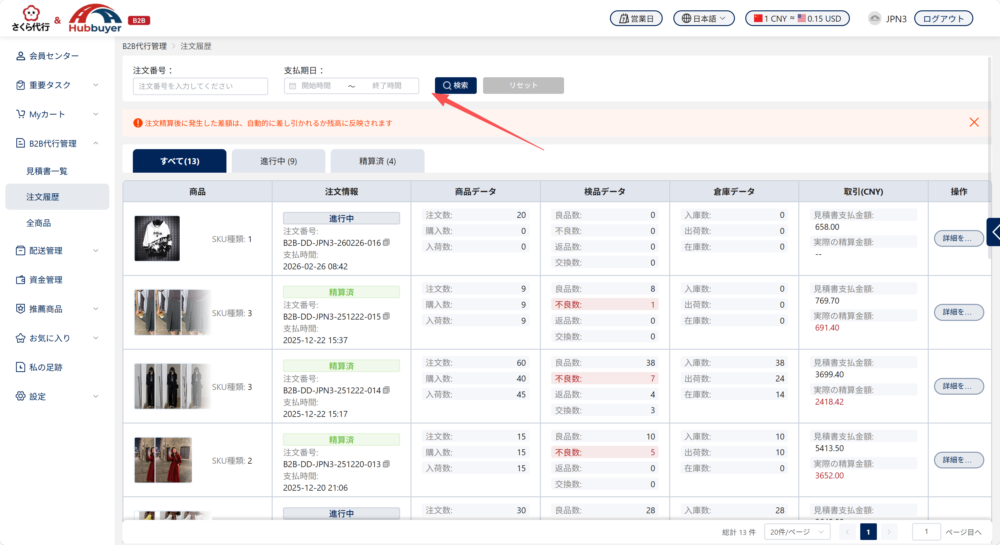 さくら代行 & Hubbuyer B2B
営業日 日本語 1 CNY ≈ 0.15 USD JPN3 ログアウト
会員センター
重要タスク
Myカート
B2B代行管理
見積書一覧
注文履歴
全商品
配送管理
資金管理
推薦商品
お気に入り
私の足跡
設定
B2B代行管理 > 注文履歴
注文番号： 支払期日：
注文番号を入力してください 開始時間 ～ 終了時間 検索 リセット
注文精算後に発生した差額は、自動的に差し引かれるか残高に反映されます
すべて(13) 進行中 (9) 精算済 (4)
商品 注文情報 商品データ 検品データ 倉庫データ 取引(CNY) 操作
SKU種類: 1
進行中
注文番号:
B2B-DD-JPN3-260226-016
支払時間:
2026-02-26 08:42
注文数: 20
購入数: 0
入荷数: 0
良品数: 0
不良数: 0
返品数: 0
交換数: 0
入庫数: 0
出荷数: 0
在庫数: 0
見積書支払金額:
658.00
実際の精算金額:
--
詳細を...
SKU種類: 3
精算済
注文番号:
B2B-DD-JPN3-251222-015
支払時間:
2025-12-22 15:37
注文数: 9
購入数: 9
入荷数: 9
良品数: 8
不良数: 1
返品数: 0
交換数: 0
入庫数: 0
出荷数: 0
在庫数: 0
見積書支払金額:
769.70
実際の精算金額:
691.40
詳細を...
SKU種類: 3
精算済
注文番号:
B2B-DD-JPN3-251222-014
支払時間:
2025-12-22 15:17
注文数: 60
購入数: 40
入荷数: 45
良品数: 38
不良数: 7
返品数: 4
交換数: 3
入庫数: 38
出荷数: 24
在庫数: 14
見積書支払金額:
3699.40
実際の精算金額:
2418.42
詳細を...
SKU種類: 2
精算済
注文番号:
B2B-DD-JPN3-251220-013
支払時間:
2025-12-20 21:06
注文数: 15
購入数: 15
入荷数: 15
良品数: 10
不良数: 5
返品数: 0
交換数: 0
入庫数: 10
出荷数: 10
在庫数: 0
見積書支払金額:
5413.50
実際の精算金額:
3652.00
詳細を...
進行中
注文数: 30
良品数: 28
入庫数: 28
見積書支払金額:
総計 13 件 20件/ページ 1 1 ページ目へ